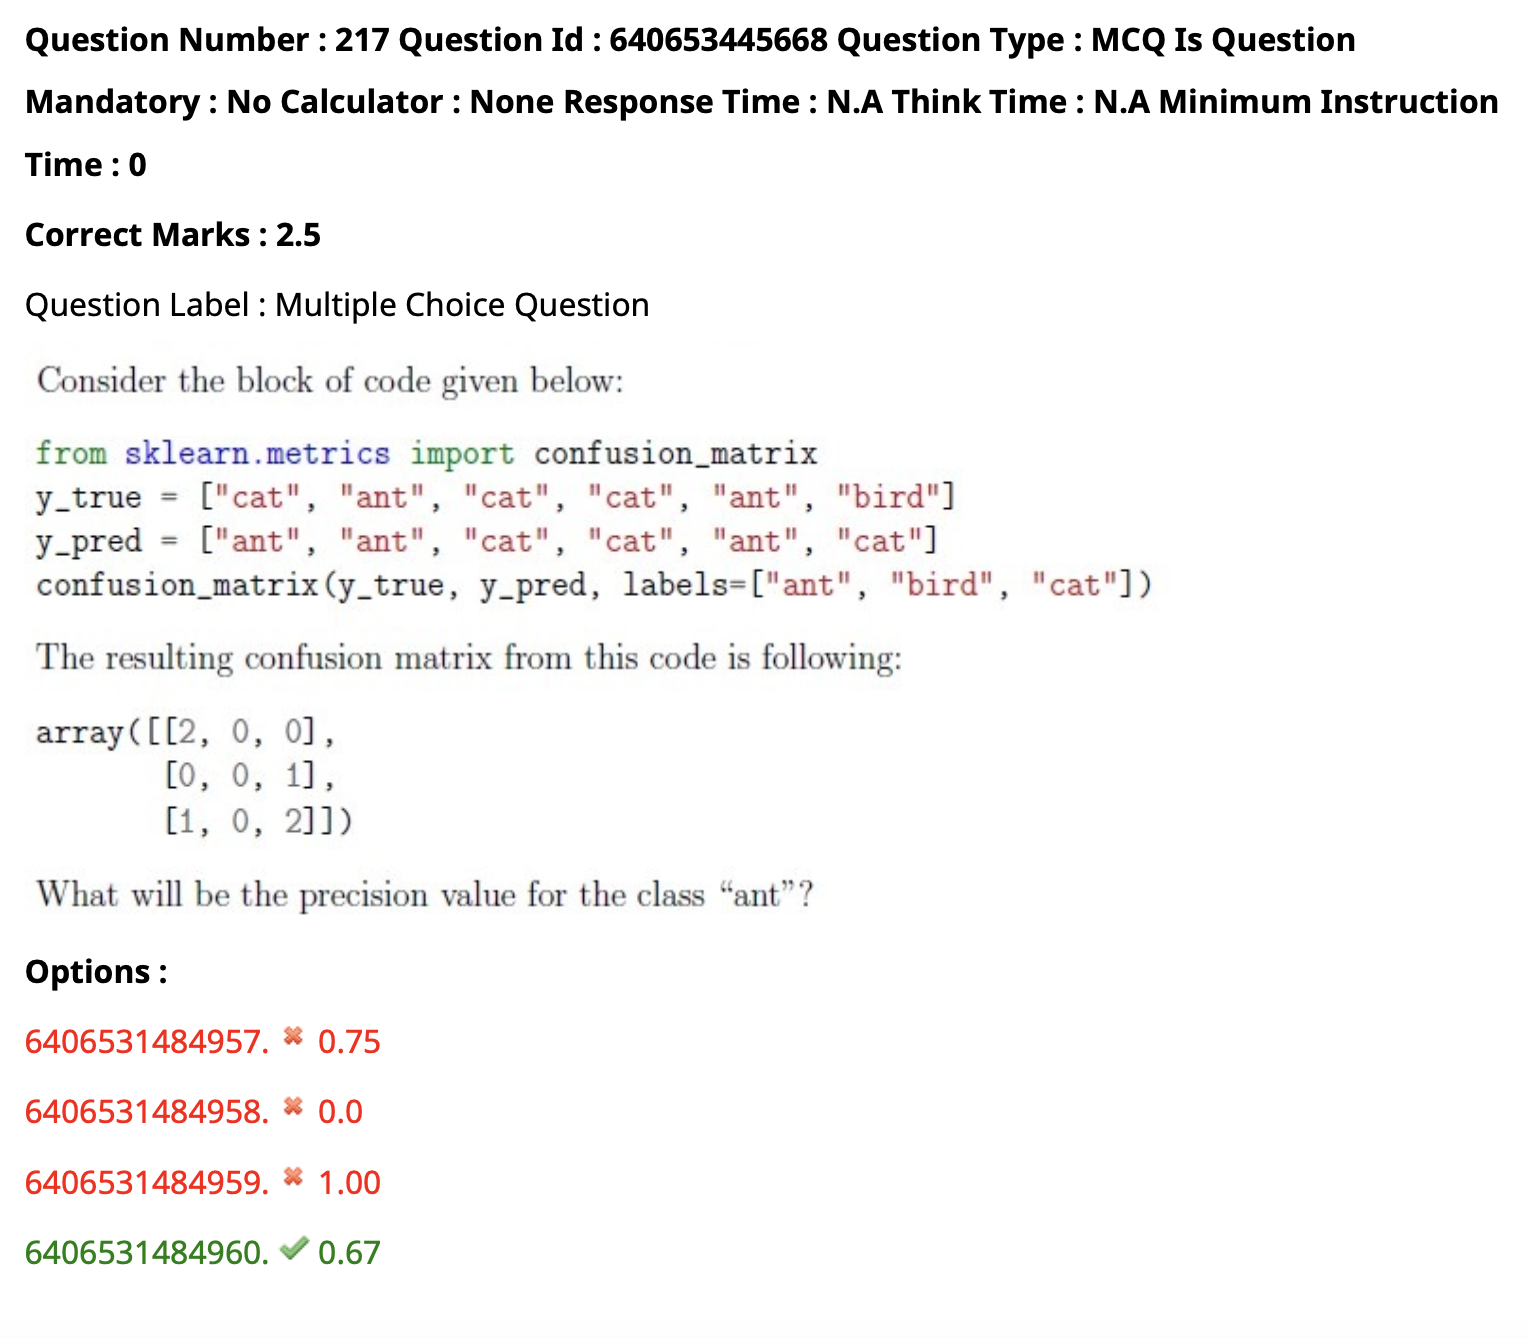 Question Number : 217 Question Id : 640653445668 Question Type : MCQ Is Question
Mandatory : No Calculator : None Response Time : N.A Think Time : N.A Minimum Instruction
Time : 0
Correct Marks : 2.5
Question Label : Multiple Choice Question
Consider the block of code given below:
from sklearn.metrics import confusion_matrix
y_true = ["cat", "ant", "cat", "cat", "ant", "bird"]
y_pred = ["ant", "ant", "cat", "cat", "ant", "cat"]
confusion_matrix(y_true, y_pred, labels=["ant", "bird", "cat"])
The resulting confusion matrix from this code is following:
array([[2, 0, 0],
[0, 0, 1],
[1, 0, 2]])
What will be the precision value for the class “ant”?
Options :
6406531484957. ✖ 0.75
6406531484958. ✖ 0.0
6406531484959. ✖ 1.00
6406531484960. ✔ 0.67